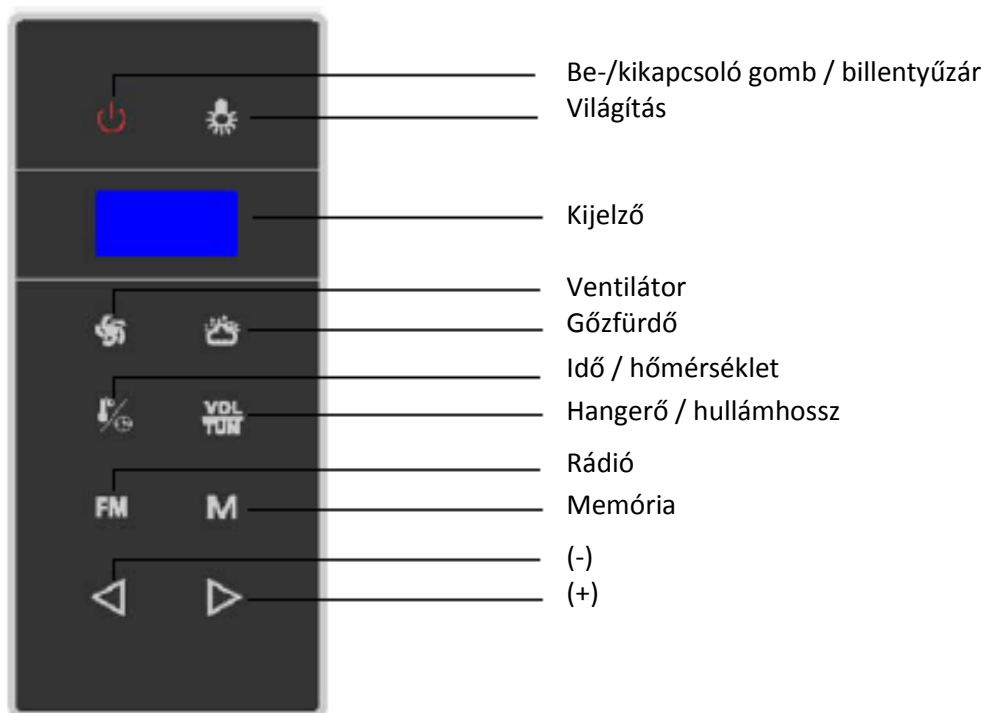 Be-/kikapcsoló gomb / billentyűzár
Világítás
Kijelző
Ventilátor
Gőzfürdő
Idő / hőmérséklet
VOL
TUN
Hangerő / hullámhossz
Rádió
FM
M
Memória
(-)
(+)